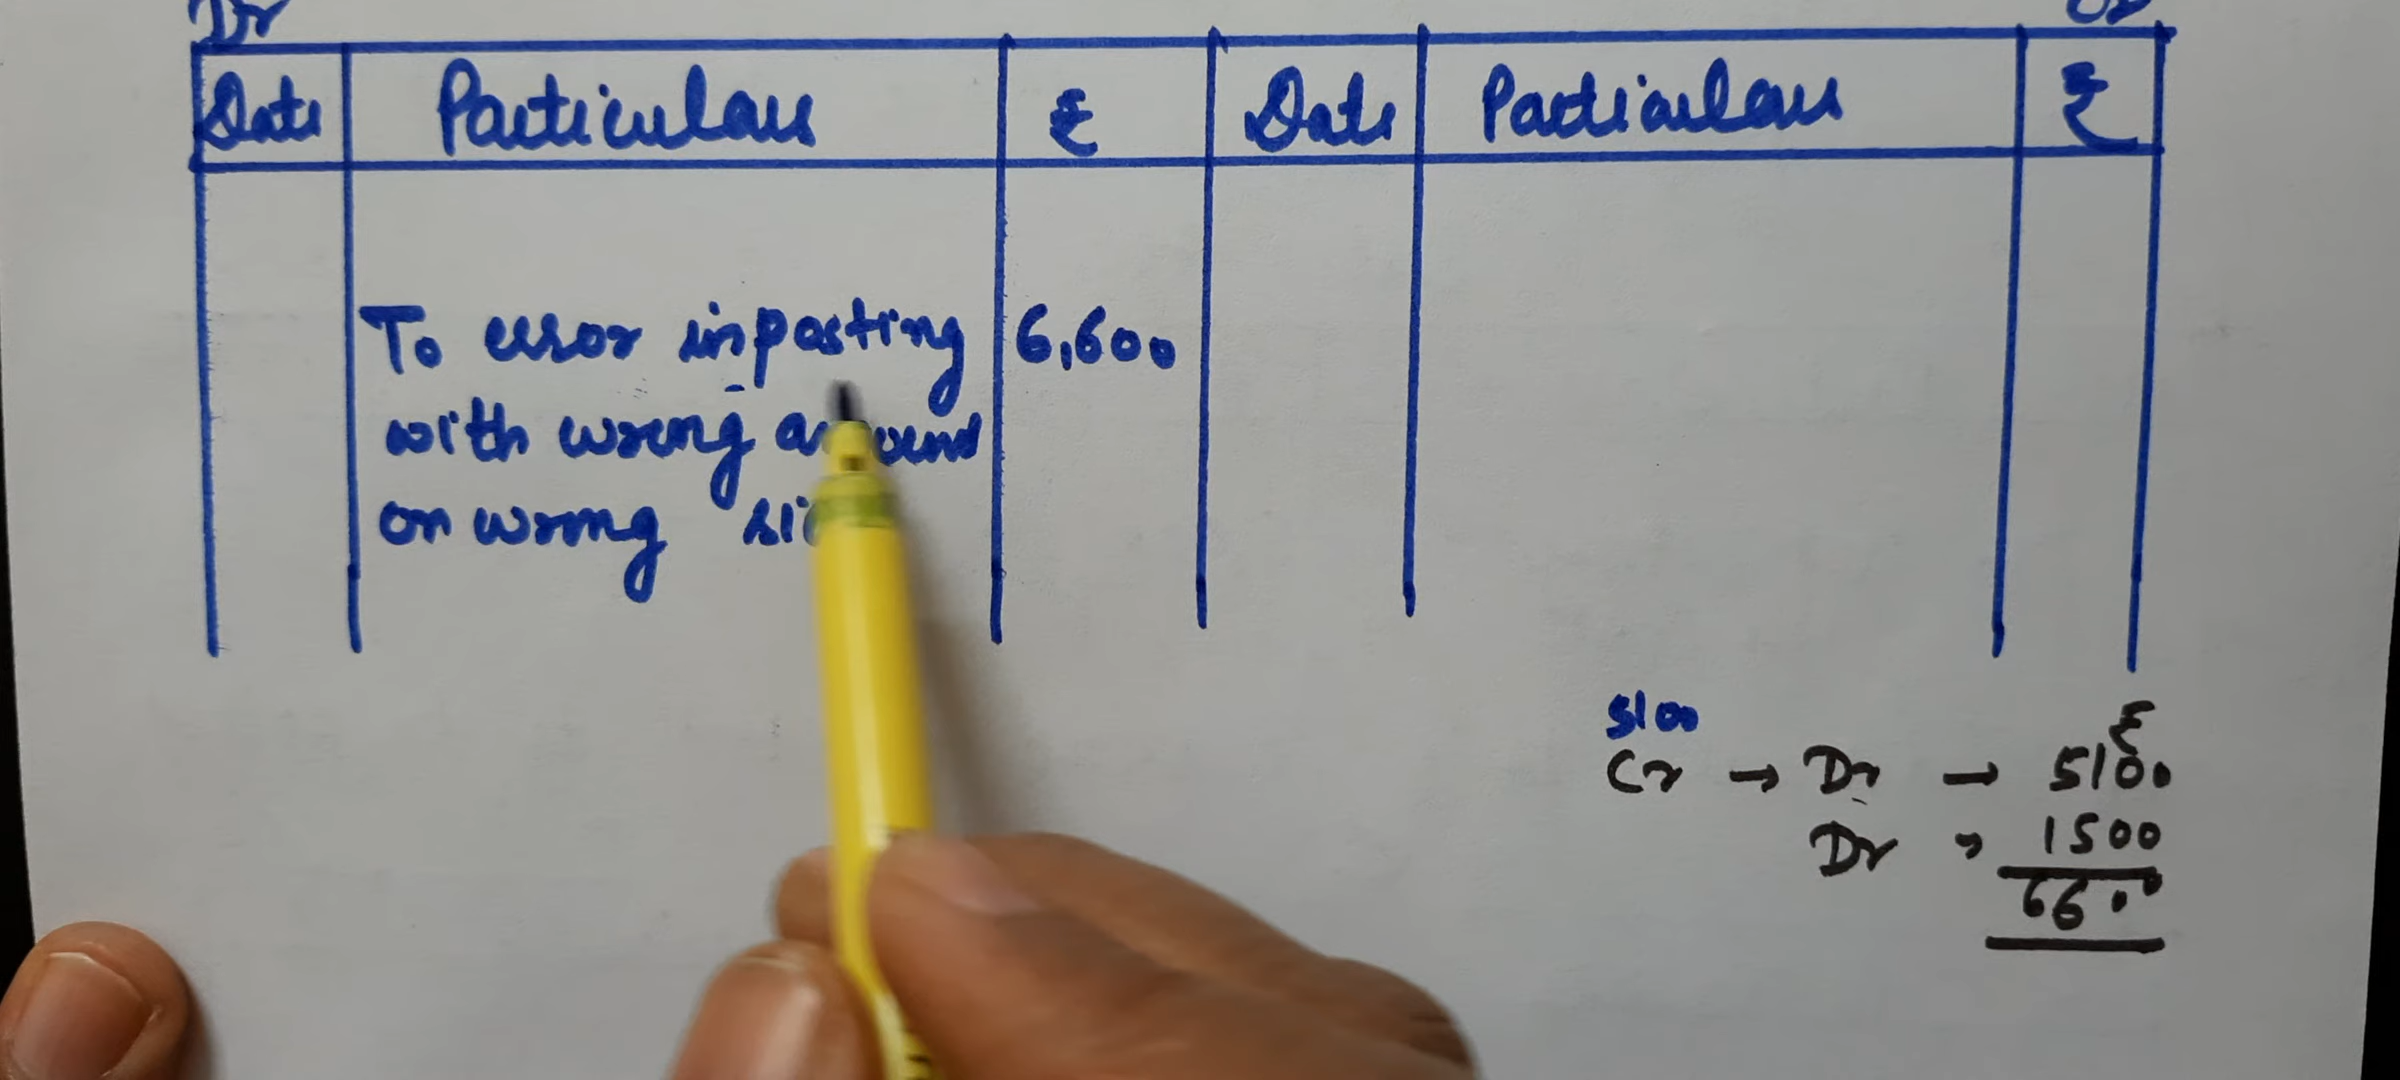 Dr
Date Particulars ₹ Date Particulars ₹
To error in posting 6,600
with wrong
on wrong
5100
₹
Cr → Dr → 5100
Dr → 1500
6600